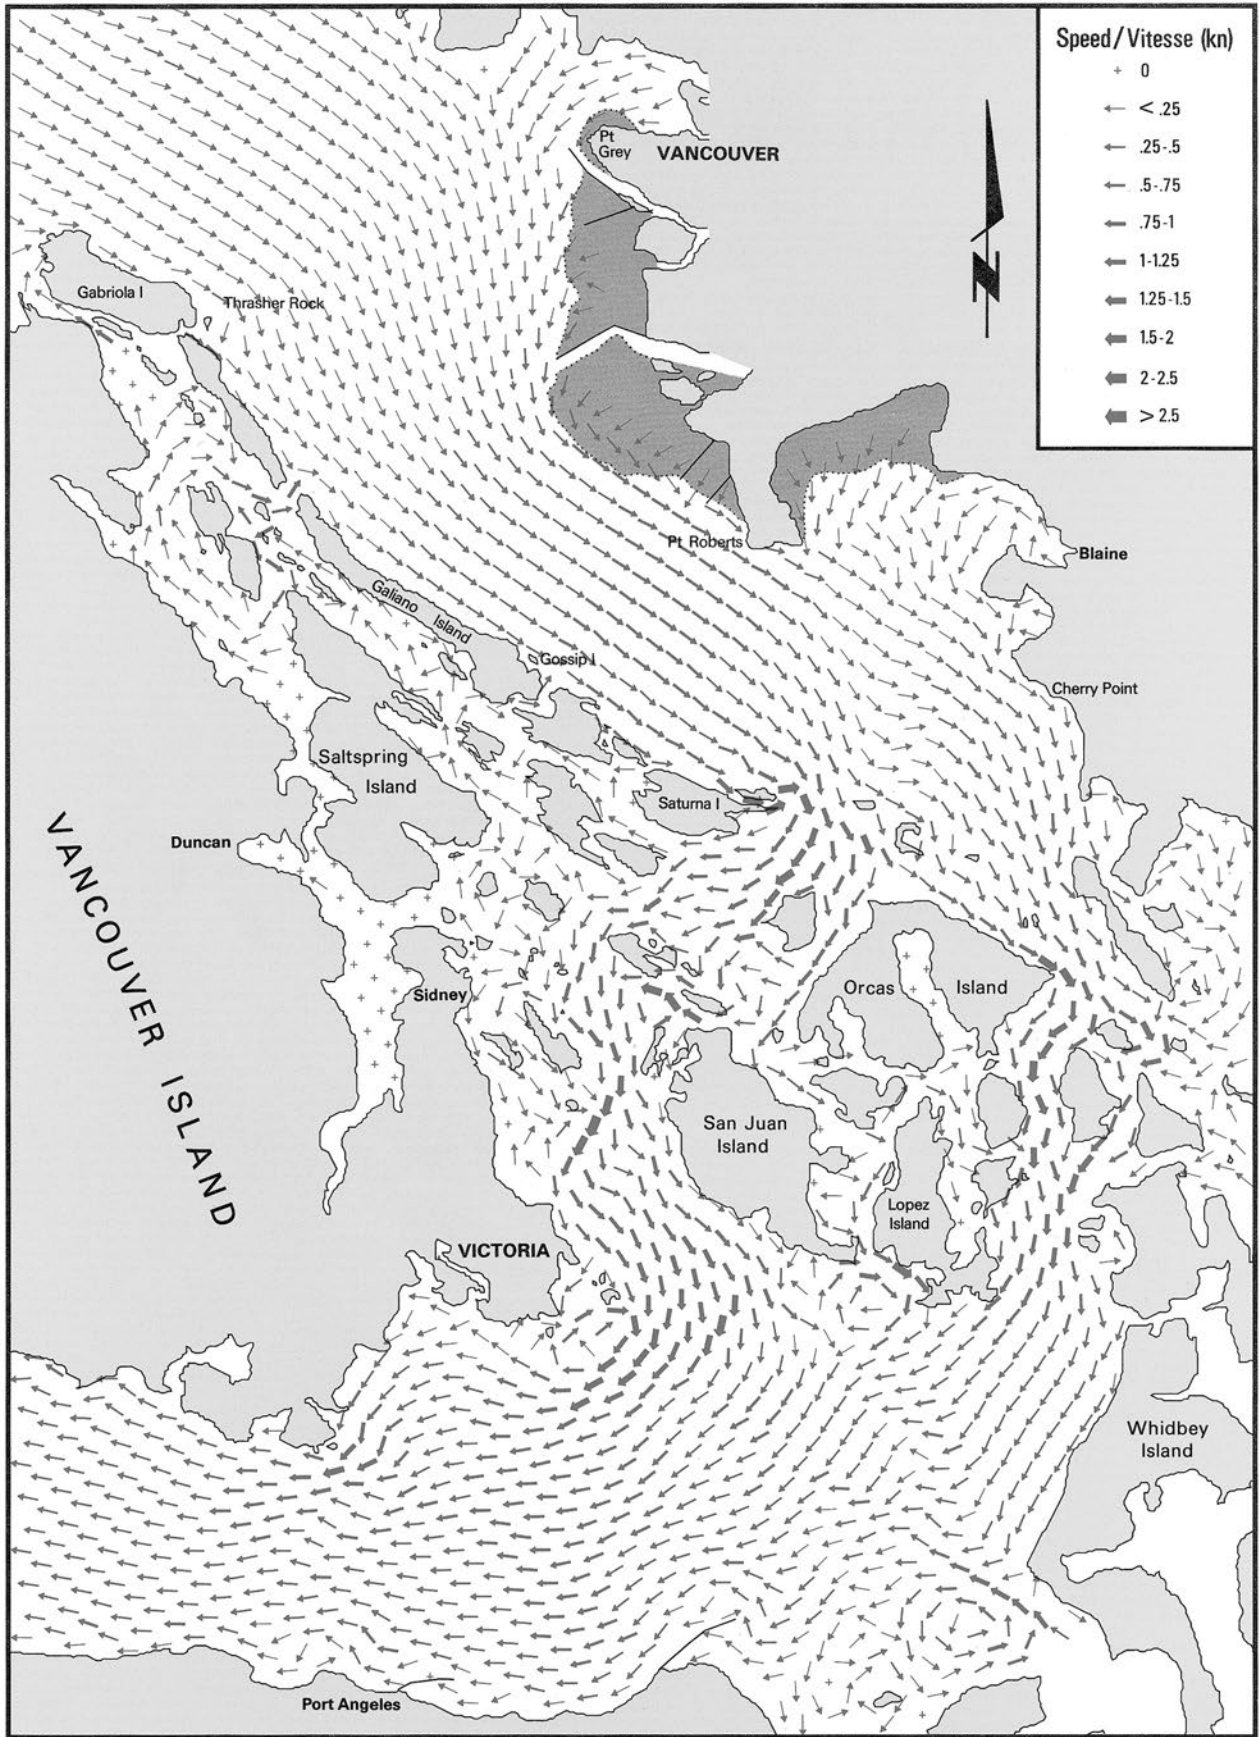 Speed/Vitesse (kn)
0
< .25
.25-.5
.5-.75
.75-1
1-1.25
1.25-1.5
1.5-2
2-2.5
> 2.5
N
Pt
Grey
VANCOUVER
Gabriola I
Thrasher Rock
Pt Roberts
Blaine
Galiano
Island
Gossip I
Cherry Point
Saltspring
Island
Saturna I
Duncan
VANCOUVER ISLAND
Sidney
Orcas
Island
San Juan
Island
Lopez
Island
VICTORIA
Whidbey
Island
Port Angeles